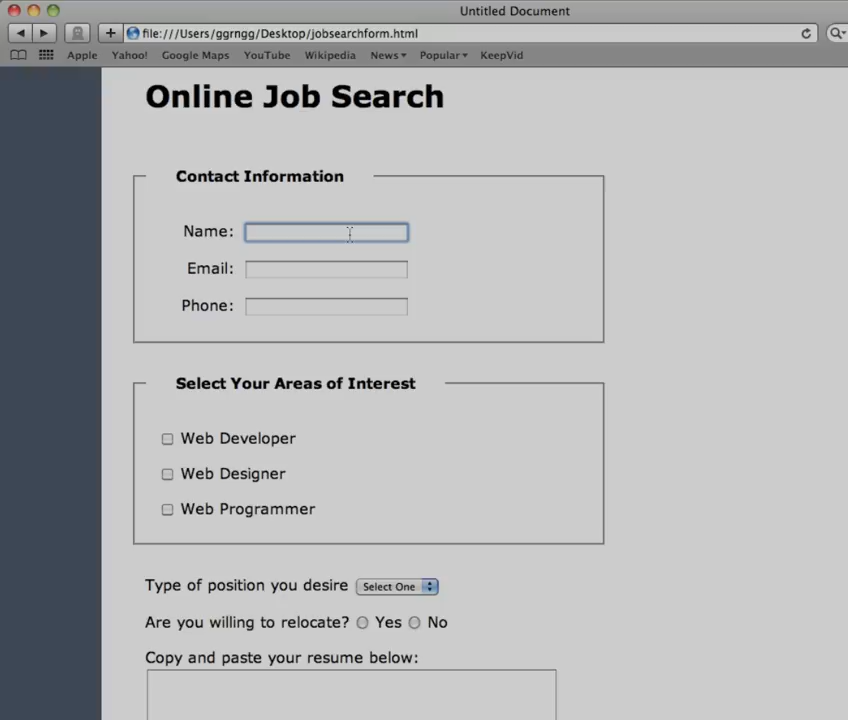 Untitled Document
file:///Users/ggrngg/Desktop/jobsearchform.html
Apple Yahoo! Google Maps YouTube Wikipedia News Popular KeepVid
Online Job Search
Contact Information
Name:
Email:
Phone:
Select Your Areas of Interest
Web Developer
Web Designer
Web Programmer
Type of position you desire Select One
Are you willing to relocate? Yes No
Copy and paste your resume below: